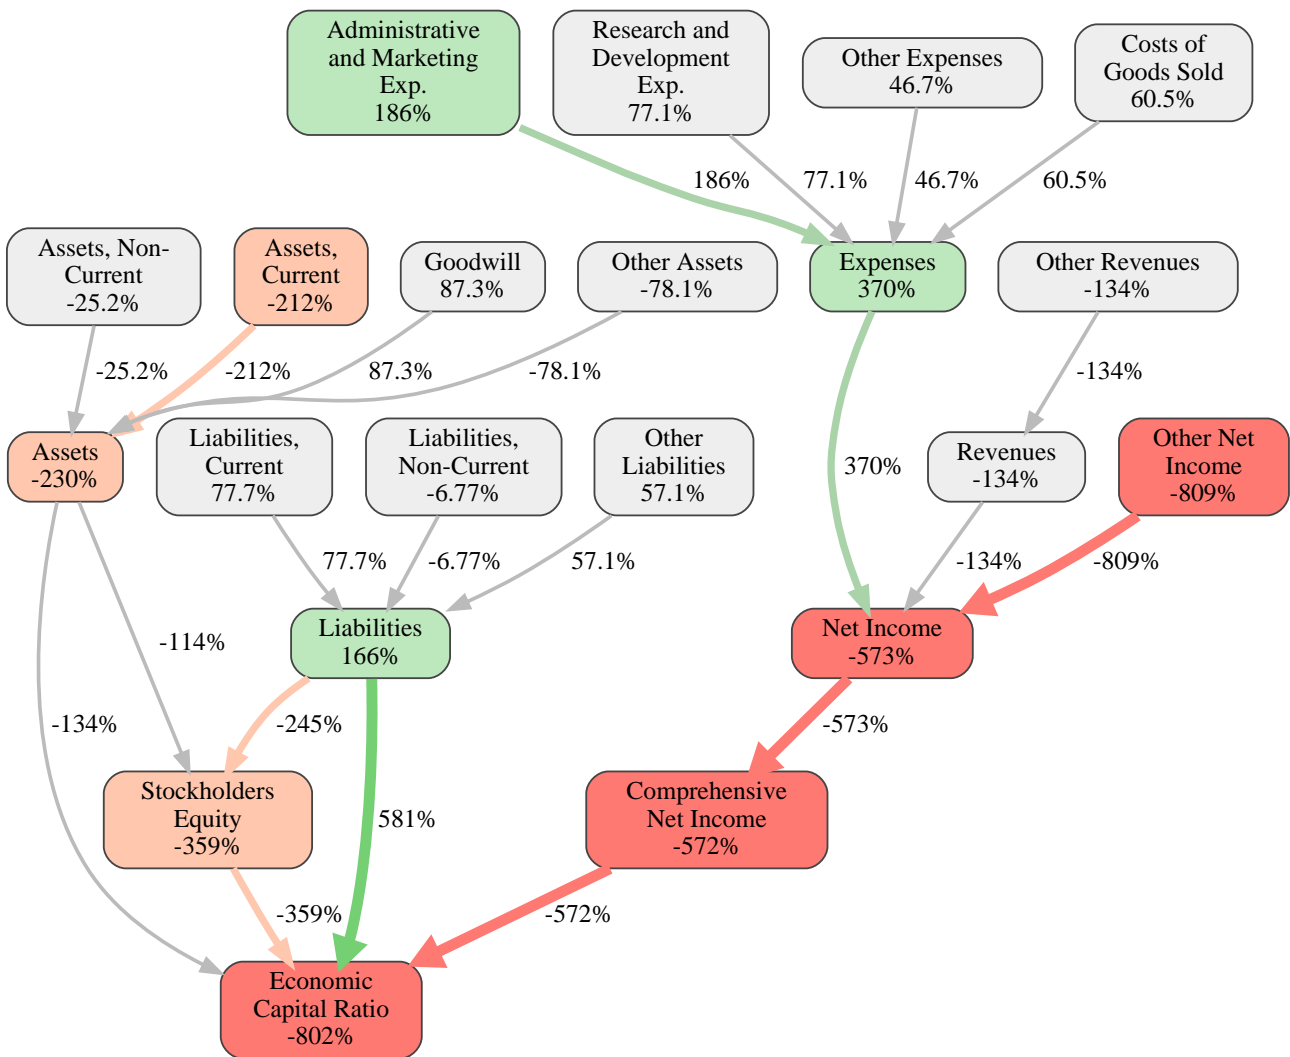 Administrative
and Marketing
Exp.
186%
Research and
Development
Exp.
77.1%
Other Expenses
46.7%
Costs of
Goods Sold
60.5%
186%
77.1%
46.7%
60.5%
Assets, Non-
Current
-25.2%
Assets,
Current
-212%
Goodwill
87.3%
Other Assets
-78.1%
Expenses
370%
Other Revenues
-134%
-25.2%
-212%
87.3%
-78.1%
-134%
Assets
-230%
Liabilities,
Current
77.7%
Liabilities,
Non-Current
-6.77%
Other
Liabilities
57.1%
370%
Revenues
-134%
Other Net
Income
-809%
77.7%
-6.77%
57.1%
-134%
-809%
-114%
Liabilities
166%
Net Income
-573%
-134%
-245%
-573%
Stockholders
Equity
-359%
581%
Comprehensive
Net Income
-572%
-359%
-572%
Economic
Capital Ratio
-802%